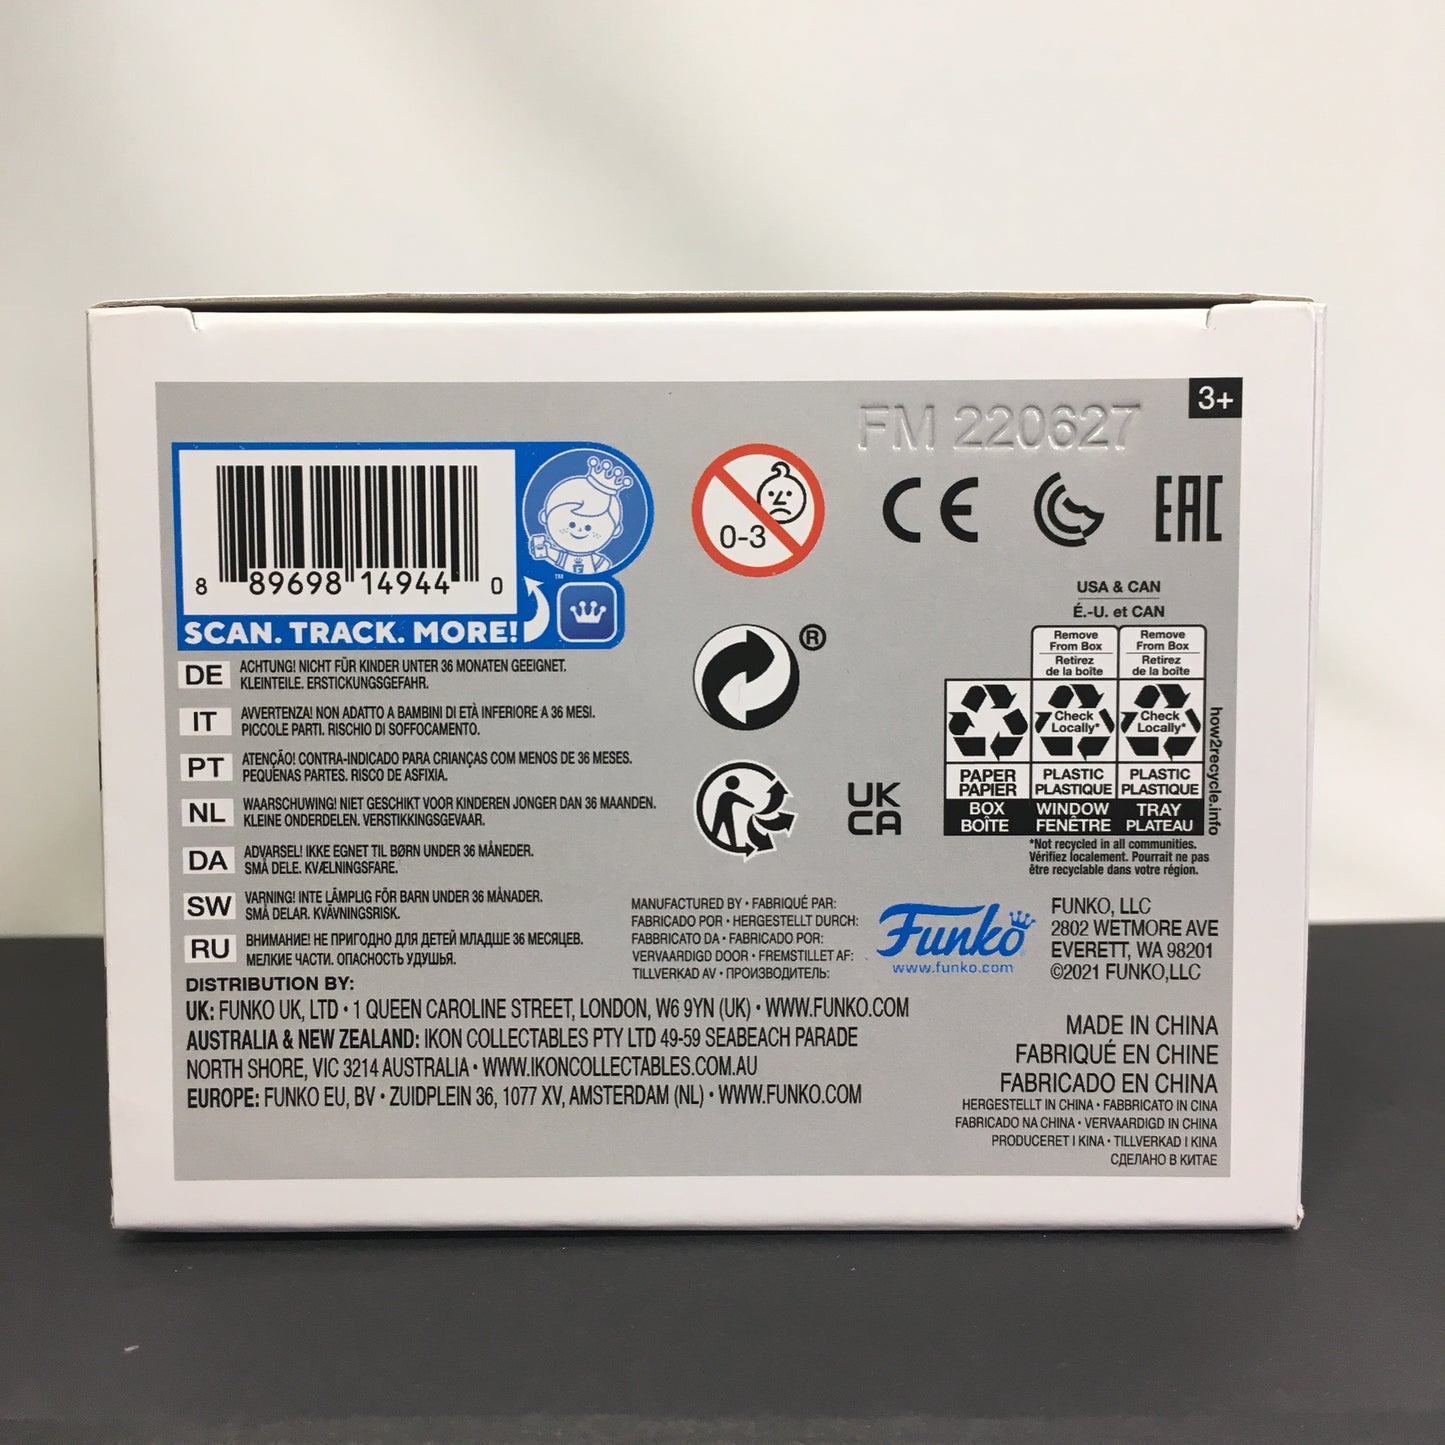 3+
FM 220627
8 89698 14944 0
™
SCAN. TRACK. MORE!
0-3
CE
EAC
®
UK
CA
USA & CAN
É.-U. et CAN
Remove
From Box
Retirez
de la boîte
Remove
From Box
Retirez
de la boîte
Check
Locally*
Check
Locally*
PAPER
PAPIER
PLASTIC
PLASTIQUE
PLASTIC
PLASTIQUE
BOX
BOÎTE
WINDOW
FENÊTRE
TRAY
PLATEAU
how2recycle.info
*Not recycled in all communities.
Vérifiez localement. Pourrait ne pas
être recyclable dans votre région.
DE ACHTUNG! NICHT FÜR KINDER UNTER 36 MONATEN GEEIGNET.
KLEINTEILE. ERSTICKUNGSGEFAHR.
IT AVVERTENZA! NON ADATTO A BAMBINI DI ETÀ INFERIORE A 36 MESI.
PICCOLE PARTI. RISCHIO DI SOFFOCAMENTO.
PT ATENÇÃO! CONTRA-INDICADO PARA CRIANÇAS COM MENOS DE 36 MESES.
PEQUENAS PARTES. RISCO DE ASFIXIA.
NL WAARSCHUWING! NIET GESCHIKT VOOR KINDEREN JONGER DAN 36 MAANDEN.
KLEINE ONDERDELEN. VERSTIKKINGSGEVAAR.
DA ADVARSEL! IKKE EGNET TIL BØRN UNDER 36 MÅNEDER.
SMÅ DELE. KVÆLNINGSFARE.
SW VARNING! INTE LÄMPLIG FÖR BARN UNDER 36 MÅNADER.
SMÅ DELAR. KVÄVNINGSRISK.
RU ВНИМАНИЕ! НЕ ПРИГОДНО ДЛЯ ДЕТЕЙ МЛАДШЕ 36 МЕСЯЦЕВ.
МЕЛКИЕ ЧАСТИ. ОПАСНОСТЬ УДУШЬЯ.
MANUFACTURED BY • FABRIQUÉ PAR:
FABRICADO POR • HERGESTELLT DURCH:
FABBRICATO DA • FABRICADO POR:
VERVAARDIGD DOOR • FREMSTILLET AF:
TILLVERKAD AV • ПРОИЗВОДИТЕЛЬ:
Funko
www.funko.com
FUNKO, LLC
2802 WETMORE AVE
EVERETT, WA 98201
©2021 FUNKO,LLC
DISTRIBUTION BY:
UK: FUNKO UK, LTD • 1 QUEEN CAROLINE STREET, LONDON, W6 9YN (UK) • WWW.FUNKO.COM
AUSTRALIA & NEW ZEALAND: IKON COLLECTABLES PTY LTD 49-59 SEABEACH PARADE
NORTH SHORE, VIC 3214 AUSTRALIA • WWW.IKONCOLLECTABLES.COM.AU
EUROPE: FUNKO EU, BV • ZUIDPLEIN 36, 1077 XV, AMSTERDAM (NL) • WWW.FUNKO.COM
MADE IN CHINA
FABRIQUÉ EN CHINE
FABRICADO EN CHINA
HERGESTELLT IN CHINA • FABBRICATO IN CINA
FABRICADO NA CHINA • VERVAARDIGD IN CHINA
PRODUCERET I KINA • TILLVERKAD I KINA
СДЕЛАНО В КИТАЕ